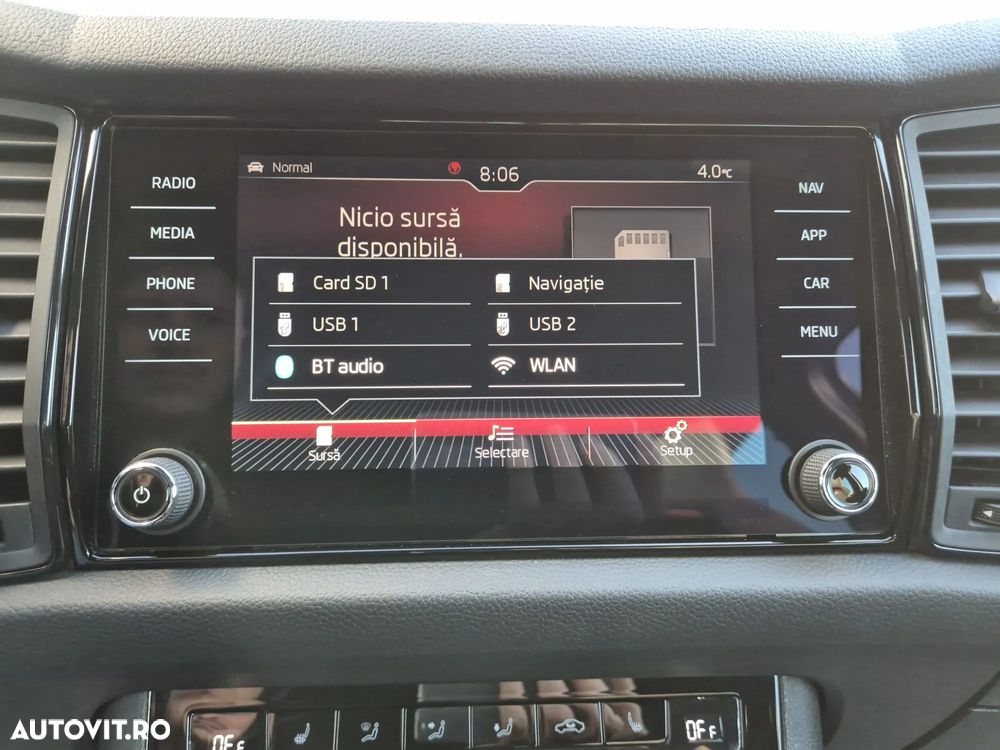 RADIO
MEDIA
PHONE
VOICE
Normal
8:06
4.0°C
Nicio sursă
disponibilă.
Card SD 1
Navigație
USB 1
USB 2
BT audio
WLAN
Sursă
Selectare
Setup
NAV
APP
CAR
MENU
OFF
OFF
AUTOVIT.RO